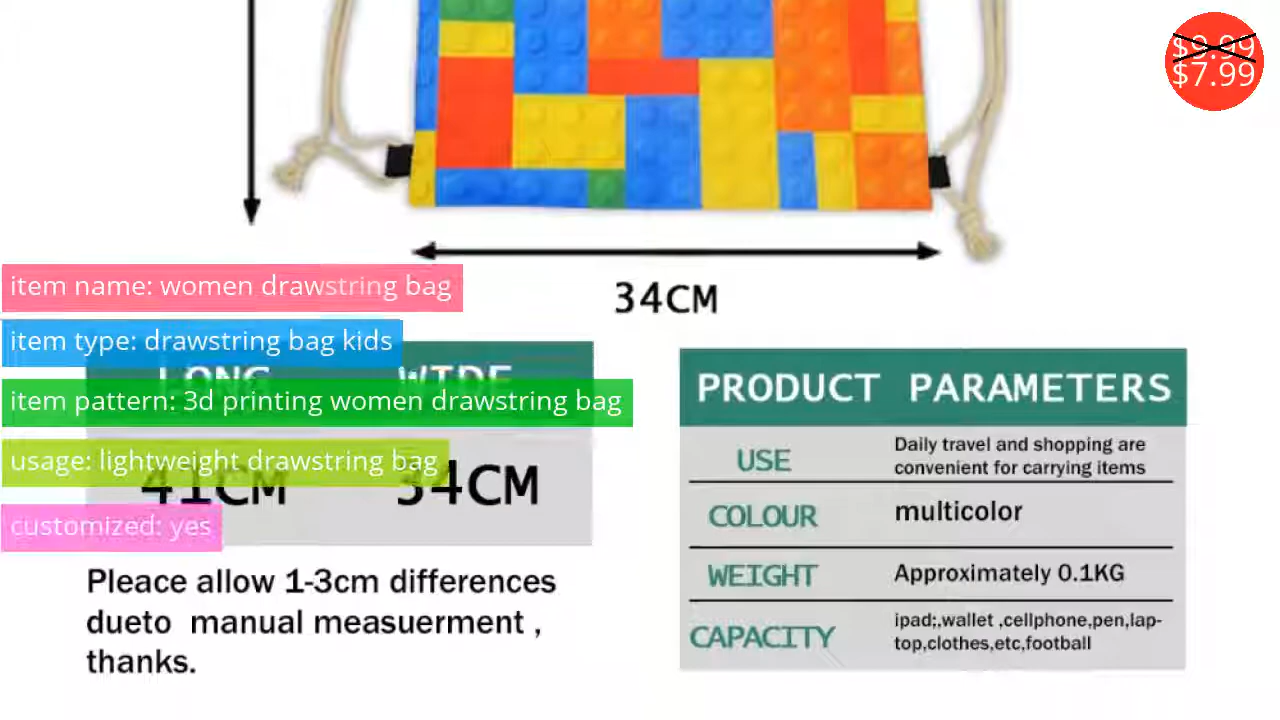 $9.99
$7.99
34CM
item name: women drawstring bag
item type: drawstring bag kids
LONG WIDE
item pattern: 3d printing women drawstring bag
usage: lightweight drawstring bag
41CM 34CM
customized: yes
Pleace allow 1-3cm differences
dueto manual measuerment ,
thanks.
PRODUCT PARAMETERS
USE Daily travel and shopping are
convenient for carrying items
COLOUR multicolor
WEIGHT Approximately 0.1KG
CAPACITY ipad;,wallet ,cellphone,pen,lap-
top,clothes,etc,football